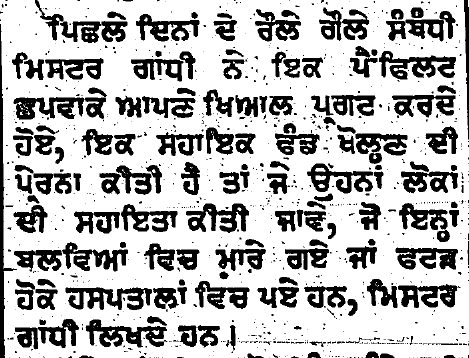 ਪਿਛਲੇ ਦਿਨਾਂ ਦੇ ਰੌਲੇ ਗੌਲੇ ਸੰਬੰਧੀ
ਮਿਸਟਰ ਗਾਂਧੀ ਨੇ ਇਕ ਪੈਂਫਿਲਟ
ਛਪਵਾਕੇ ਆਪਣੇ ਖਿਆਲ ਪ੍ਰਗਟ ਕਰਦੇ
ਹੋਏ, ਇਕ ਸਹਾਇਕ ਫੰਡ ਖੋਲ੍ਹਣ ਦੀ
ਪ੍ਰੇਰਨਾ ਕੀਤੀ ਹੈ ਤਾਂ ਜੇ ਉਹਨਾਂ ਲੋਕਾਂ
ਦੀ ਸਹਾਇਤਾ ਕੀਤੀ ਜਾਵੇ, ਜੋ ਇਨ੍ਹਾਂ
ਬਲਵਿਆਂ ਵਿਚ ਮਾਰੇ ਗਏ ਜਾਂ ਫਟੜ
ਹੋਕੇ ਹਸਪਤਾਲਾਂ ਵਿਚ ਪਏ ਹਨ, ਮਿਸਟਰ
ਗਾਂਧੀ ਲਿਖਦੇ ਹਨ।